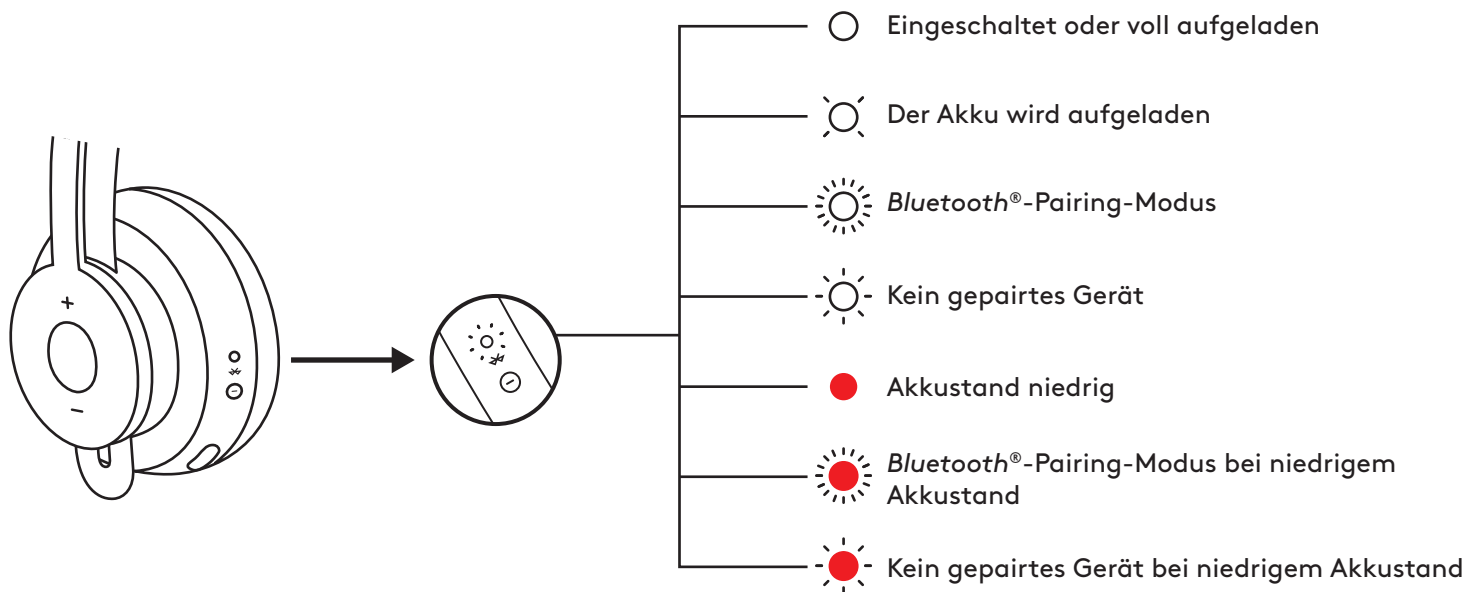 Eingeschaltet oder voll aufgeladen
Der Akku wird aufgeladen
Bluetooth®-Pairing-Modus
Kein gepairtes Gerät
Akkustand niedrig
Bluetooth®-Pairing-Modus bei niedrigem
Akkustand
Kein gepairtes Gerät bei niedrigem Akkustand